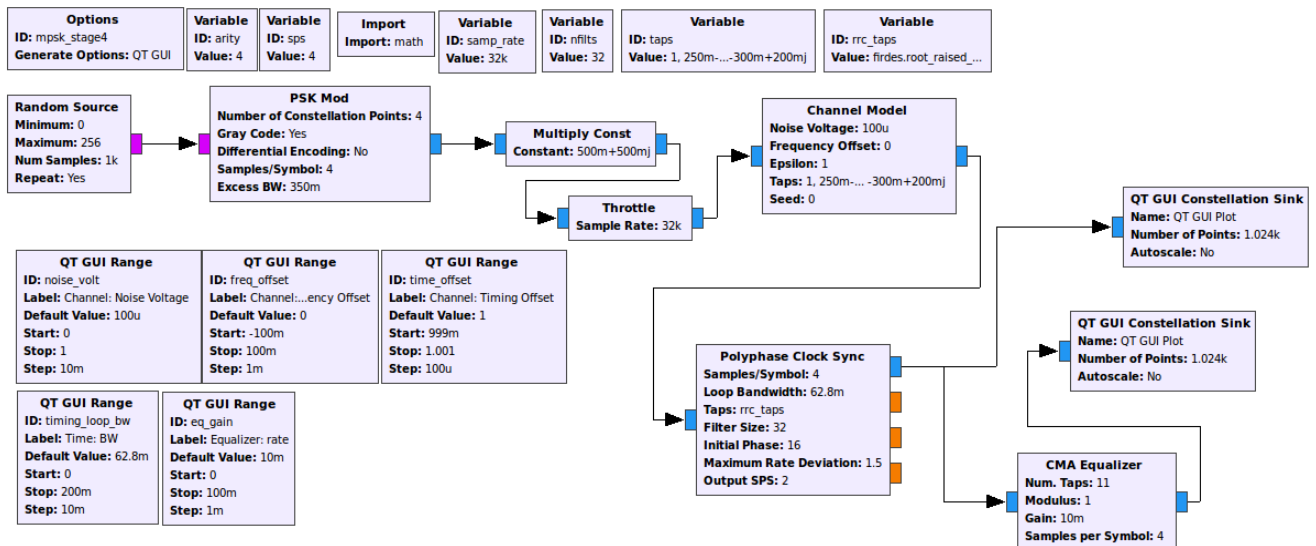 Options
ID: mpsk_stage4
Generate Options: QT GUI
Variable
ID: arity
Value: 4
Variable
ID: sps
Value: 4
Import
Import: math
Variable
ID: samp_rate
Value: 32k
Variable
ID: nfilts
Value: 32
Variable
ID: taps
Value: 1, 250m-...-300m+200mj
Variable
ID: rrc_taps
Value: firdes.root_raised_...
Random Source
Minimum: 0
Maximum: 256
Num Samples: 1k
Repeat: Yes
PSK Mod
Number of Constellation Points: 4
Gray Code: Yes
Differential Encoding: No
Samples/Symbol: 4
Excess BW: 350m
Multiply Const
Constant: 500m+500mj
Throttle
Sample Rate: 32k
Channel Model
Noise Voltage: 100u
Frequency Offset: 0
Epsilon: 1
Taps: 1, 250m-... -300m+200mj
Seed: 0
QT GUI Constellation Sink
Name: QT GUI Plot
Number of Points: 1.024k
Autoscale: No
QT GUI Range
ID: noise_volt
Label: Channel: Noise Voltage
Default Value: 100u
Start: 0
Stop: 1
Step: 10m
QT GUI Range
ID: freq_offset
Label: Channel:...ency Offset
Default Value: 0
Start: -100m
Stop: 100m
Step: 1m
QT GUI Range
ID: time_offset
Label: Channel: Timing Offset
Default Value: 1
Start: 999m
Stop: 1.001
Step: 100u
QT GUI Constellation Sink
Name: QT GUI Plot
Number of Points: 1.024k
Autoscale: No
Polyphase Clock Sync
Samples/Symbol: 4
Loop Bandwidth: 62.8m
Taps: rrc_taps
Filter Size: 32
Initial Phase: 16
Maximum Rate Deviation: 1.5
Output SPS: 2
QT GUI Range
ID: timing_loop_bw
Label: Time: BW
Default Value: 62.8m
Start: 0
Stop: 200m
Step: 10m
QT GUI Range
ID: eq_gain
Label: Equalizer: rate
Default Value: 10m
Start: 0
Stop: 100m
Step: 1m
CMA Equalizer
Num. Taps: 11
Modulus: 1
Gain: 10m
Samples per Symbol: 4